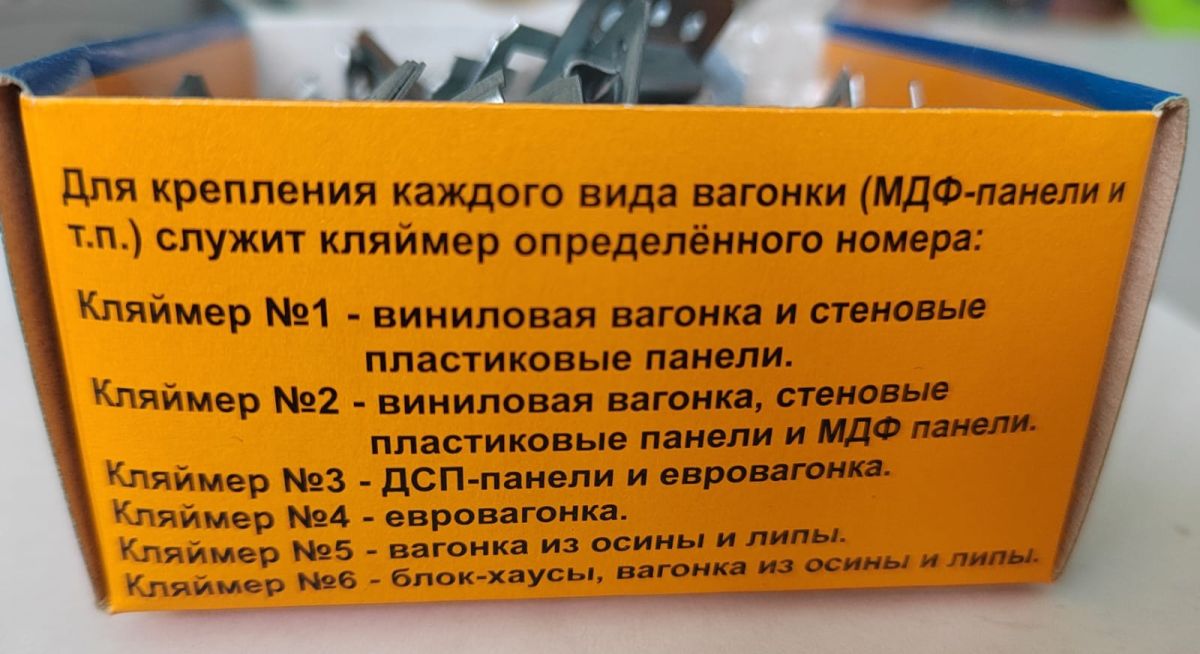 Для крепления каждого вида вагонки (МДФ-панели и
т.п.) служит кляймер определённого номера:
Кляймер №1 - виниловая вагонка и стеновые
пластиковые панели.
Кляймер №2 - виниловая вагонка, стеновые
пластиковые панели и МДФ панели.
Кляймер №3 - ДСП-панели и евровагонка.
Кляймер №4 - евровагонка.
Кляймер №5 - вагонка из осины и липы.
Кляймер №6 - блок-хаусы, вагонка из осины и липы.